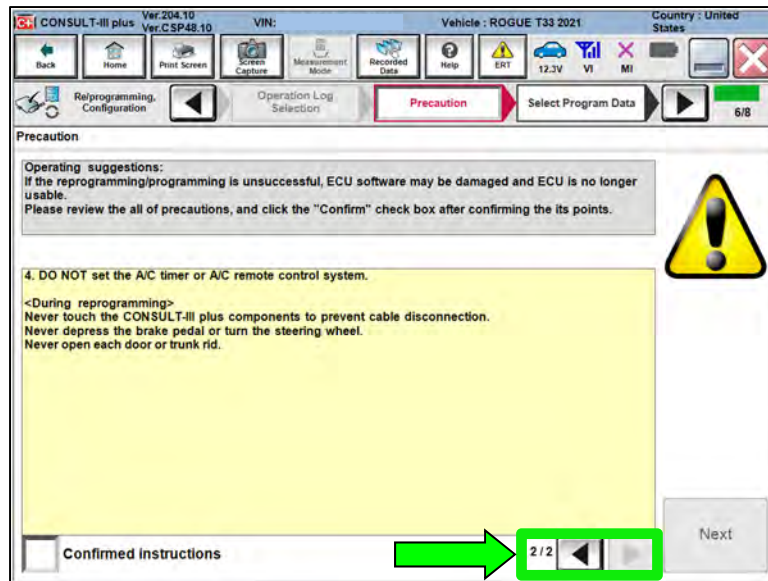 CONSULT-III plus Ver.204.10 Ver.CSP48.10 VIN: Vehicle : ROGUE T33 2021 Country : United States
Back Home Print Screen Screen Capture Measurement Mode Recorded Data Help ERT 12.3V VI MI
Re/programming, Configuration Operation Log Selection Precaution Select Program Data 6/8
Precaution
Operating suggestions:
If the reprogramming/programming is unsuccessful, ECU software may be damaged and ECU is no longer
usable.
Please review the all of precautions, and click the "Confirm" check box after confirming the its points.
4. DO NOT set the A/C timer or A/C remote control system.
<During reprogramming>
Never touch the CONSULT-III plus components to prevent cable disconnection.
Never depress the brake pedal or turn the steering wheel.
Never open each door or trunk rid.
Confirmed instructions 2/2 Next